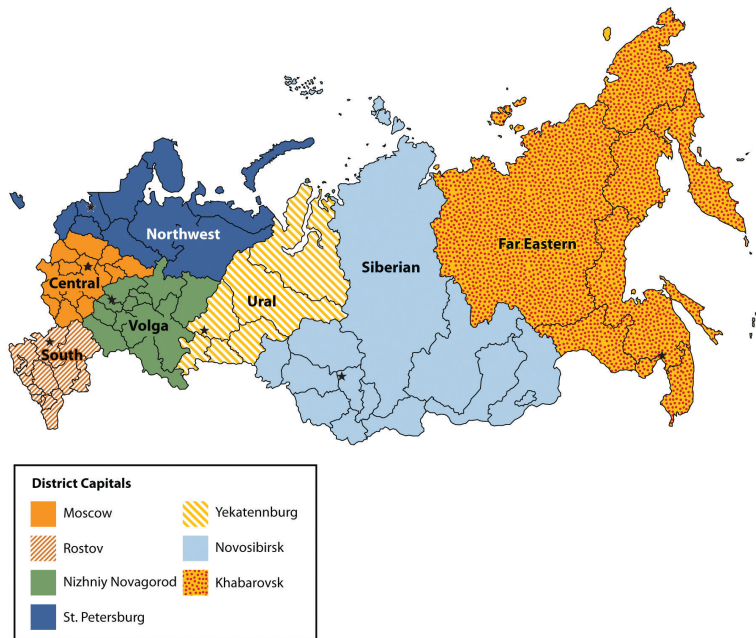 Northwest
Far Eastern
Siberian
Central
Ural
Volga
South
District Capitals
Moscow
Yekatennburg
Rostov
Novosibirsk
Nizhniy Novagorod
Khabarovsk
St. Petersburg